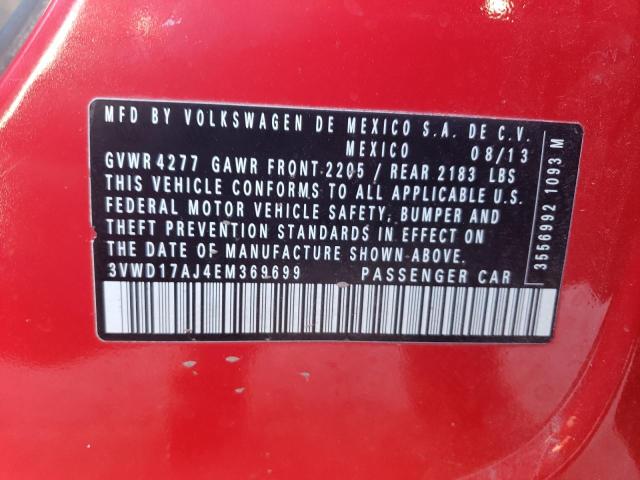 MFD BY VOLKSWAGEN DE MEXICO S.A. DE C.V.
MEXICO 08/13
GVWR 4277 GAWR FRONT 2205 / REAR 2183 LBS
THIS VEHICLE CONFORMS TO ALL APPLICABLE U.S.
FEDERAL MOTOR VEHICLE SAFETY, BUMPER AND
THEFT PREVENTION STANDARDS IN EFFECT ON
THE DATE OF MANUFACTURE SHOWN ABOVE.
3VWD17AJ4EM369699 PASSENGER CAR
3556992 1093 M